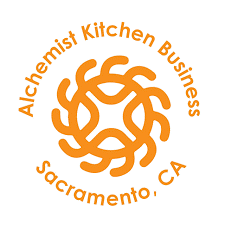 Alchemist Kitchen Business
Sacramento, CA